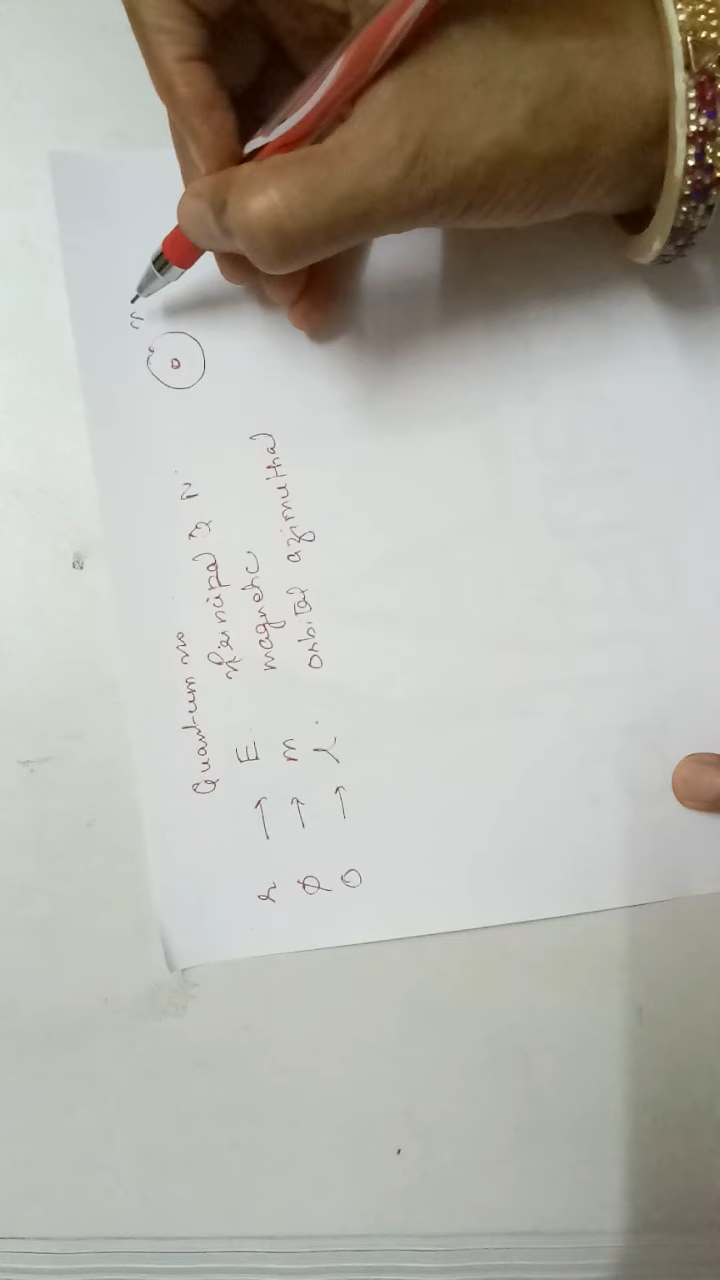 Quantum no
r → E Principal Q N
φ → m magnetic
θ → l. orbital azimuthal